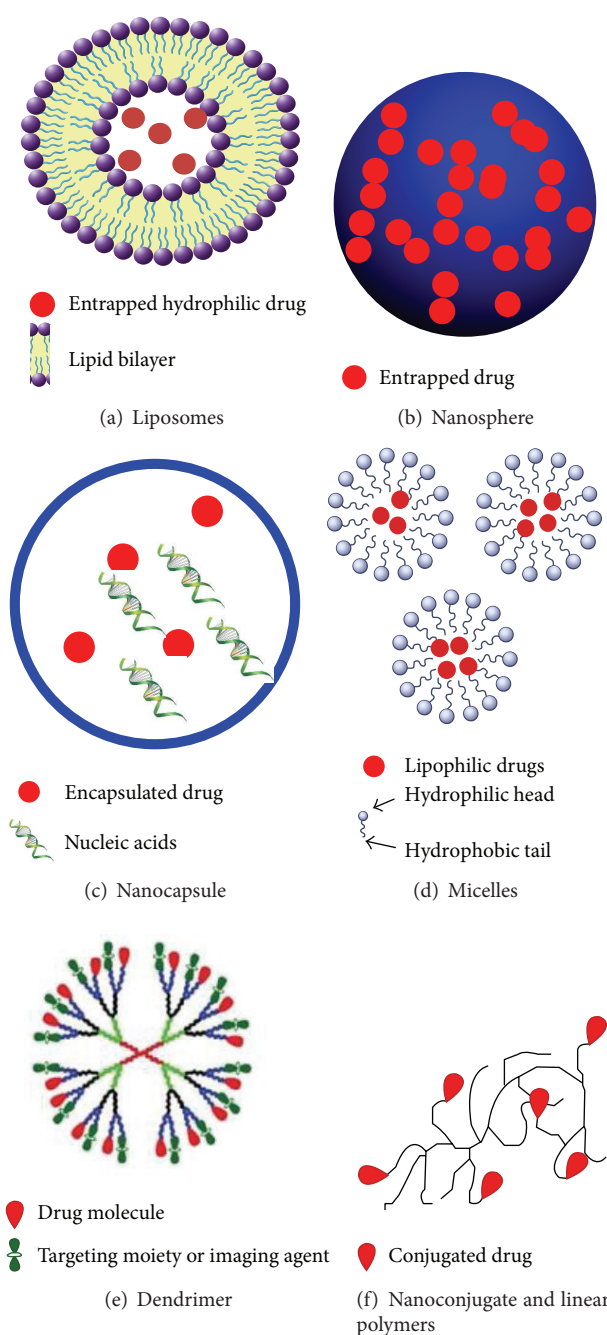 Entrapped hydrophilic drug
Lipid bilayer
(a) Liposomes
Entrapped drug
(b) Nanosphere
Encapsulated drug
Nucleic acids
(c) Nanocapsule
Lipophilic drugs
Hydrophilic head
Hydrophobic tail
(d) Micelles
Drug molecule
Targeting moiety or imaging agent
(e) Dendrimer
Conjugated drug
(f) Nanoconjugate and linear
polymers